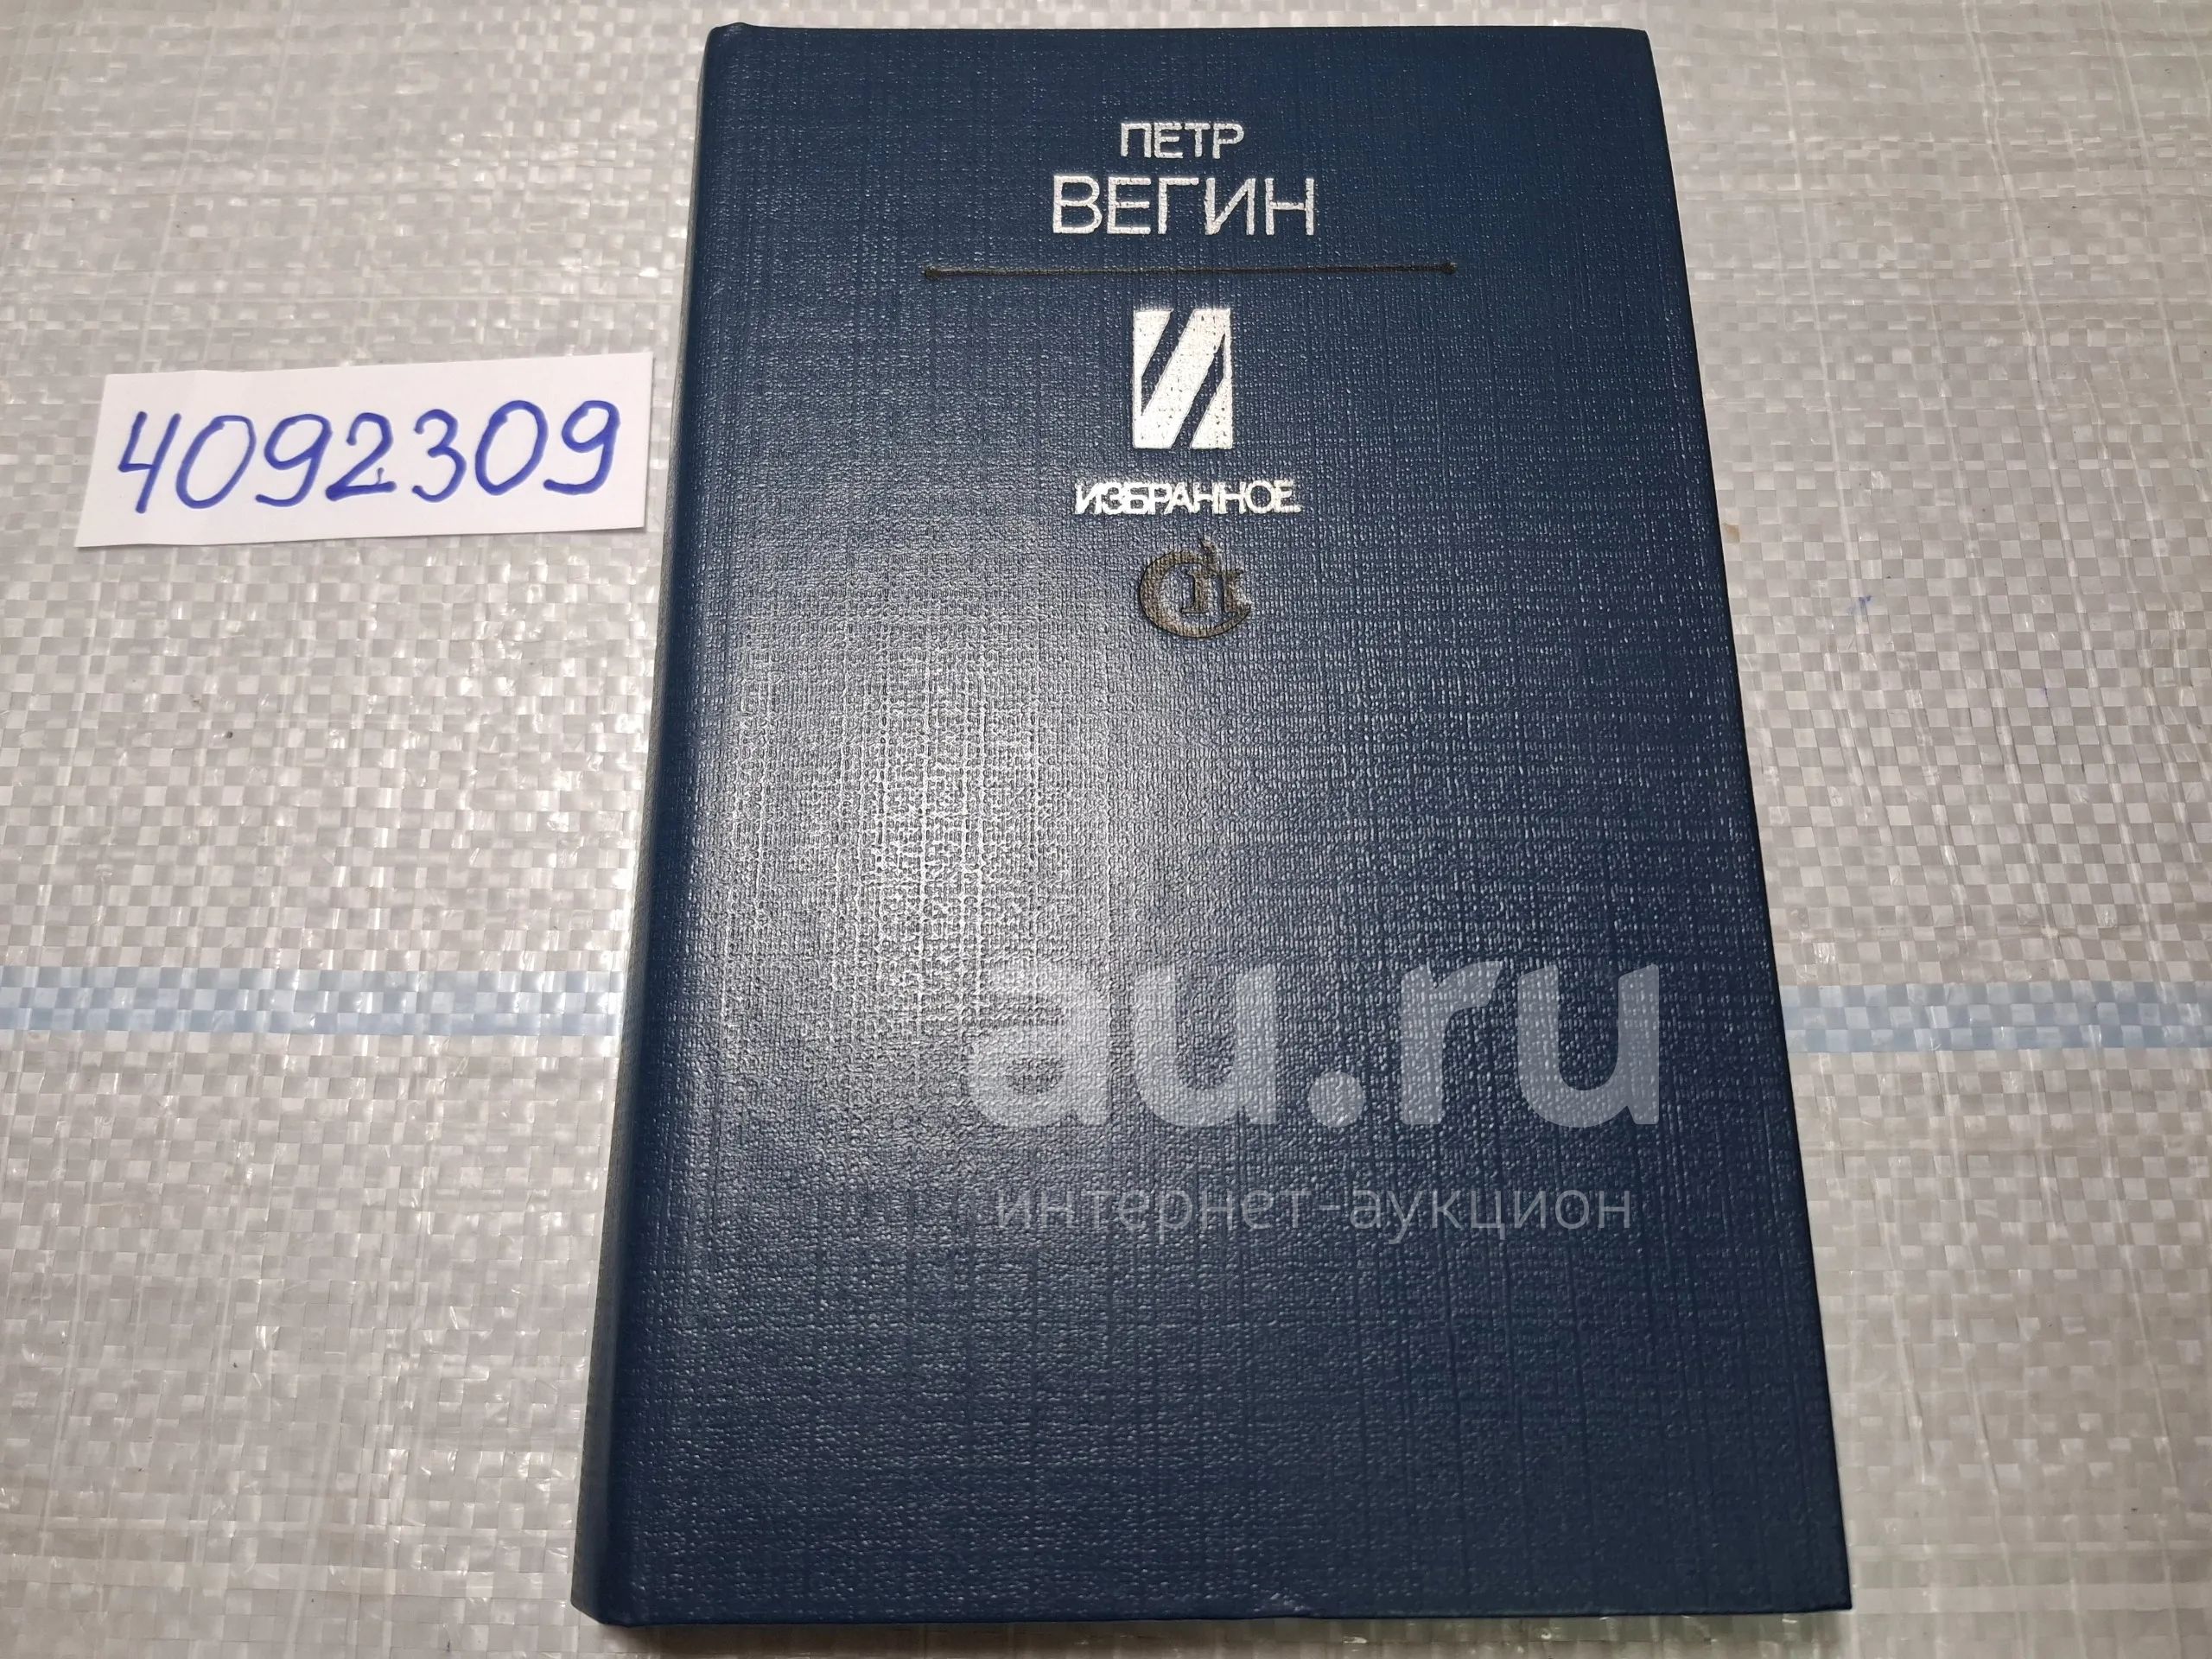 ПЕТР
ВЕГИН
И
ИЗБРАННОЕ
4092309
au.ru
интернет-аукцион